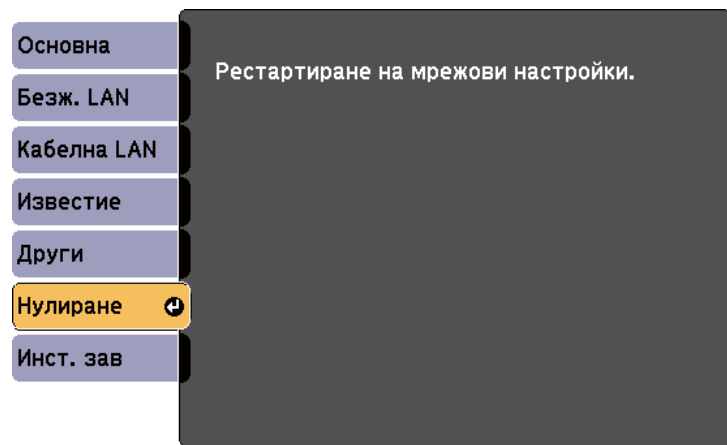 Основна
Безж. LAN
Кабелна LAN
Известие
Други
Нулиране
Инст. зав
Рестартиране на мрежови настройки.